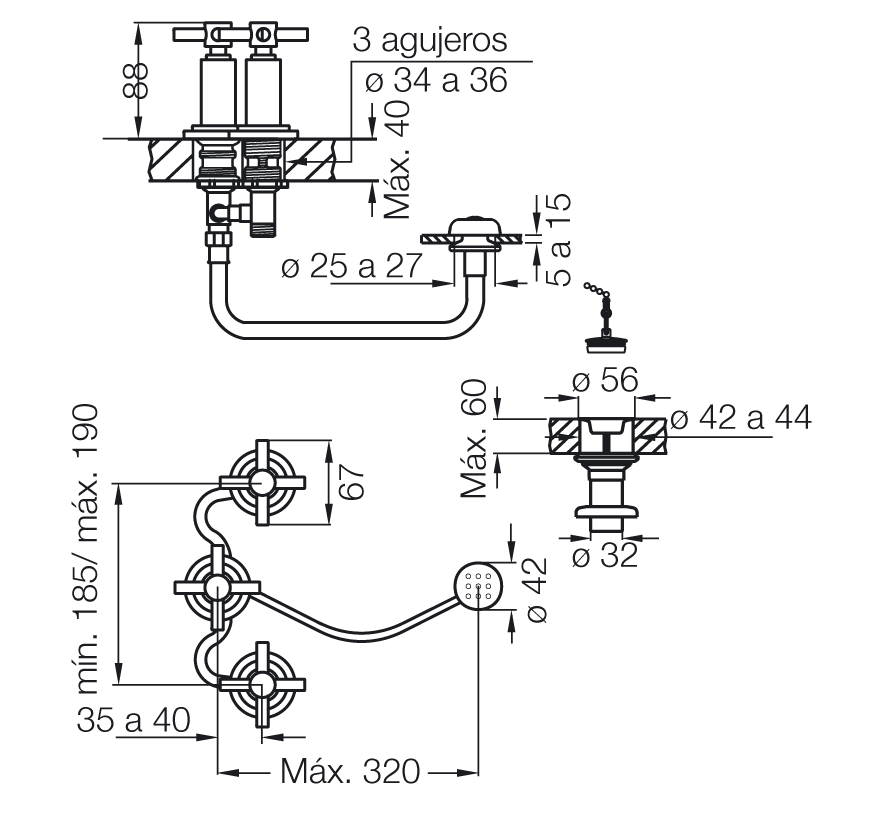 3 agujeros
ø 34 a 36
88
Máx. 40
5 a 15
ø 25 a 27
ø 56
Máx. 60
ø 42 a 44
ø 32
mín. 185/ máx. 190
67
ø 42
35 a 40
Máx. 320